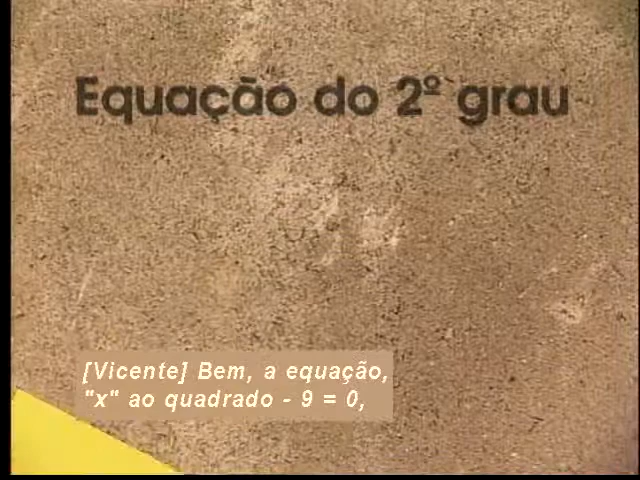 Equação do 2º grau
[Vicente] Bem, a equação,
"x" ao quadrado - 9 = 0,